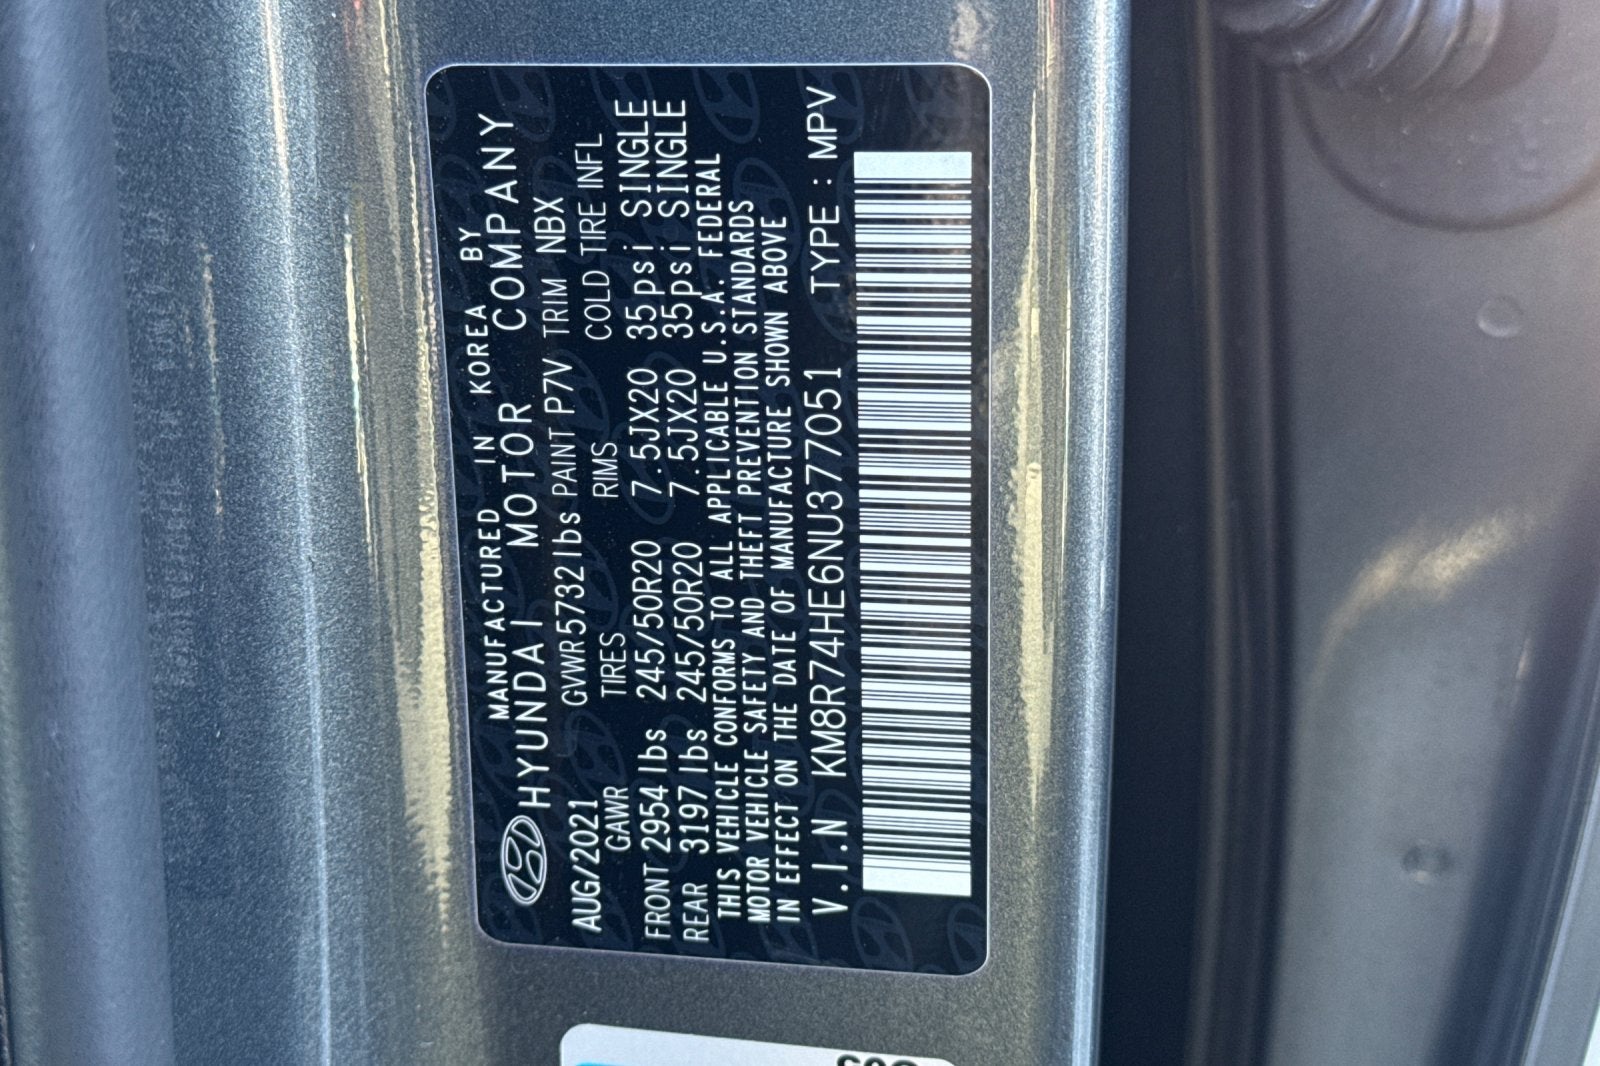 MANUFACTURED IN KOREA BY
HYUNDAI MOTOR COMPANY
AUG/2021 GVWR 5732lbs PAINT P7V TRIM NBX
GAWR TIRES RIMS COLD TIRE INFL
FRONT 2954 lbs 245/50R20 7.5JX20 35psi SINGLE
REAR 3197 lbs 245/50R20 7.5JX20 35psi SINGLE
THIS VEHICLE CONFORMS TO ALL APPLICABLE U.S.A. FEDERAL
MOTOR VEHICLE SAFETY AND THEFT PREVENTION STANDARDS
IN EFFECT ON THE DATE OF MANUFACTURE SHOWN ABOVE
V.I.N KM8R74HE6NU377051 TYPE : MPV